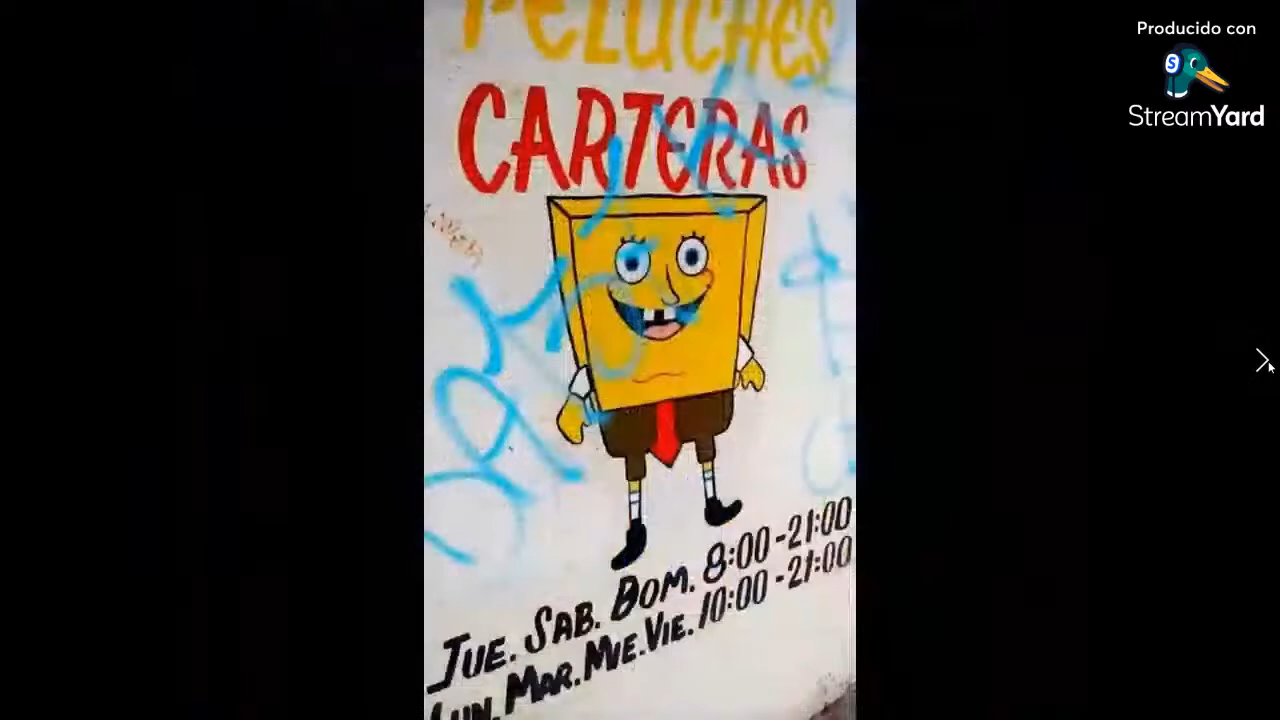 PELUCHES
CARTERAS
JUE. SAB. DOM. 8:00-21:00
LUN. MAR. MIE. VIE. 10:00-21:00
Producido con
StreamYard